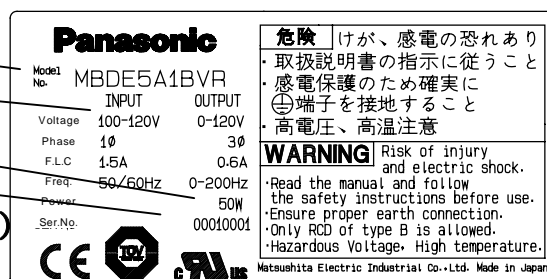 Panasonic
Model No. MBDE5A1BVR
INPUT OUTPUT
Voltage 100-120V 0-120V
Phase 1ø 3ø
F.L.C 1.5A 0.6A
Freq. 50/60Hz 0-200Hz
Power 50W
Ser.No. 00010001
CE TÜV c US
危険 けが、感電の恐れあり
・取扱説明書の指示に従うこと
・感電保護のため確実に
端子を接地すること
・高電圧、高温注意
WARNING Risk of injury
and electric shock.
·Read the manual and follow
the safety instructions before use.
·Ensure proper earth connection.
·Only RCD of type B is allowed.
·Hazardous Voltage, High temperature.
Matsushita Electric Industrial Co.,Ltd. Made in Japan